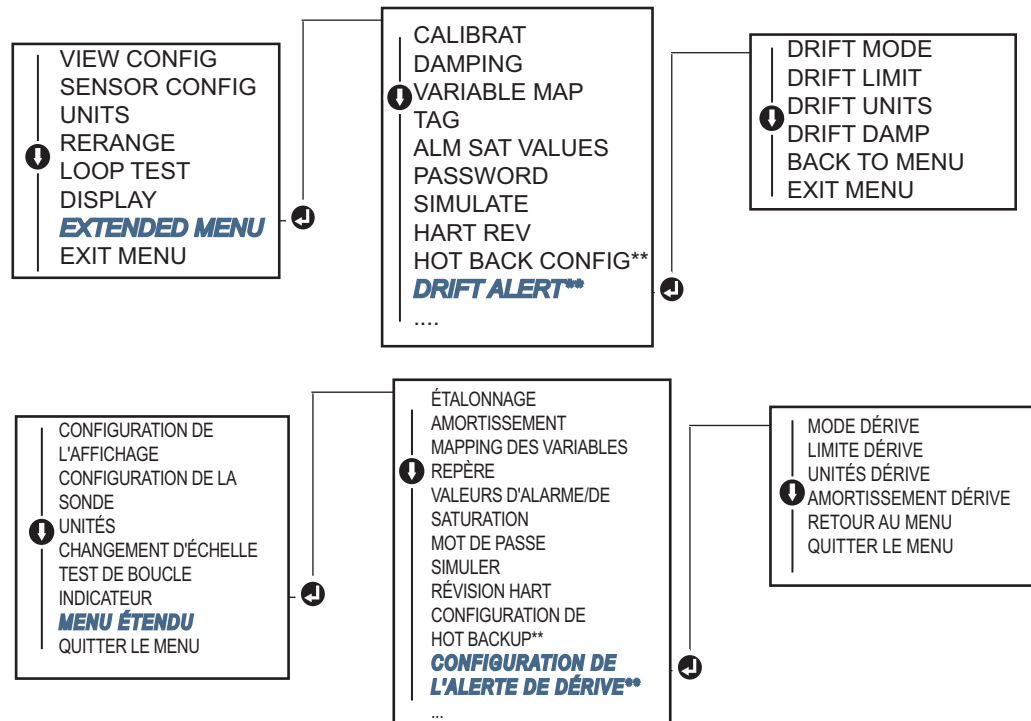 VIEW CONFIG
SENSOR CONFIG
UNITS
RERANGE
LOOP TEST
DISPLAY
EXTENDED MENU
EXIT MENU
CALIBRAT
DAMPING
VARIABLE MAP
TAG
ALM SAT VALUES
PASSWORD
SIMULATE
HART REV
HOT BACK CONFIG**
DRIFT ALERT**
....
DRIFT MODE
DRIFT LIMIT
DRIFT UNITS
DRIFT DAMP
BACK TO MENU
EXIT MENU
CONFIGURATION DE
L'AFFICHAGE
CONFIGURATION DE LA
SONDE
UNITÉS
CHANGEMENT D'ÉCHELLE
TEST DE BOUCLE
INDICATEUR
MENU ÉTENDU
QUITTER LE MENU
ÉTALONNAGE
AMORTISSEMENT
MAPPING DES VARIABLES
REPÈRE
VALEURS D'ALARME/DE
SATURATION
MOT DE PASSE
SIMULER
RÉVISION HART
CONFIGURATION DE
HOT BACKUP**
CONFIGURATION DE
L'ALERTE DE DÉRIVE**
...
MODE DÉRIVE
LIMITE DÉRIVE
UNITÉS DÉRIVE
AMORTISSEMENT DÉRIVE
RETOUR AU MENU
QUITTER LE MENU